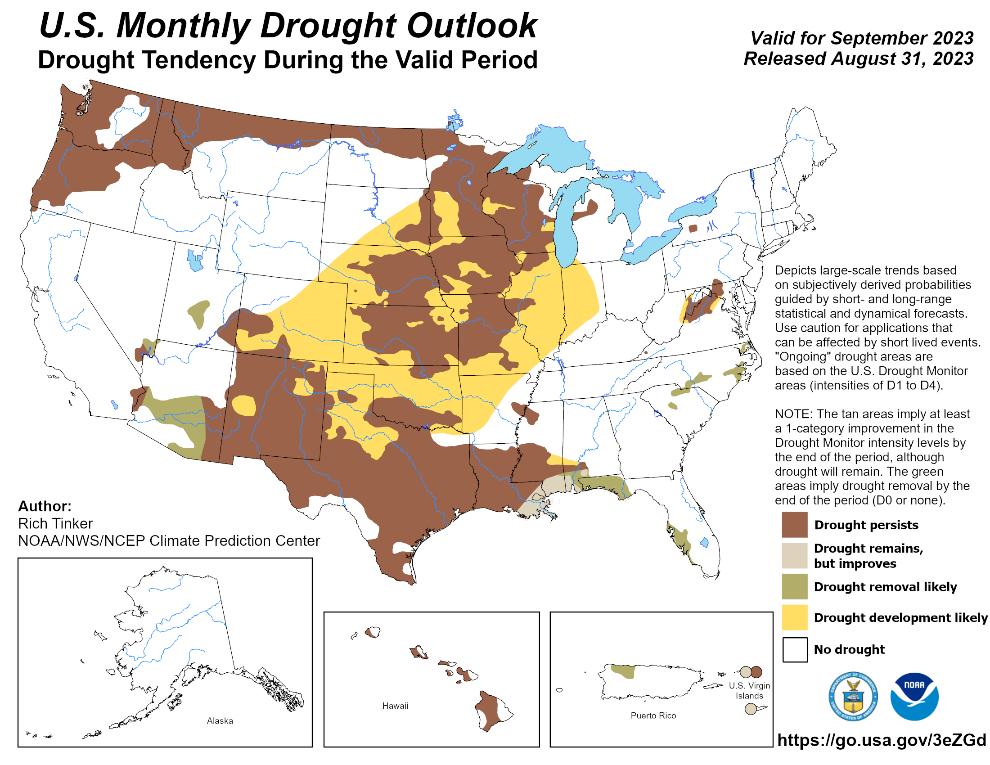 U.S. Monthly Drought Outlook
Drought Tendency During the Valid Period
Valid for September 2023
Released August 31, 2023
Depicts large-scale trends based
on subjectively derived probabilities
guided by short- and long-range
statistical and dynamical forecasts.
Use caution for applications that
can be affected by short lived events.
"Ongoing" drought areas are
based on the U.S. Drought Monitor
areas (intensities of D1 to D4).
NOTE: The tan areas imply at least
a 1-category improvement in the
Drought Monitor intensity levels by
the end of the period, although
drought will remain. The green
areas imply drought removal by the
end of the period (D0 or none).
Author:
Rich Tinker
NOAA/NWS/NCEP Climate Prediction Center
Drought persists
Drought remains,
but improves
Drought removal likely
Drought development likely
No drought
Alaska
Hawaii
Puerto Rico
U.S. Virgin
Islands
NOAA
https://go.usa.gov/3eZGd